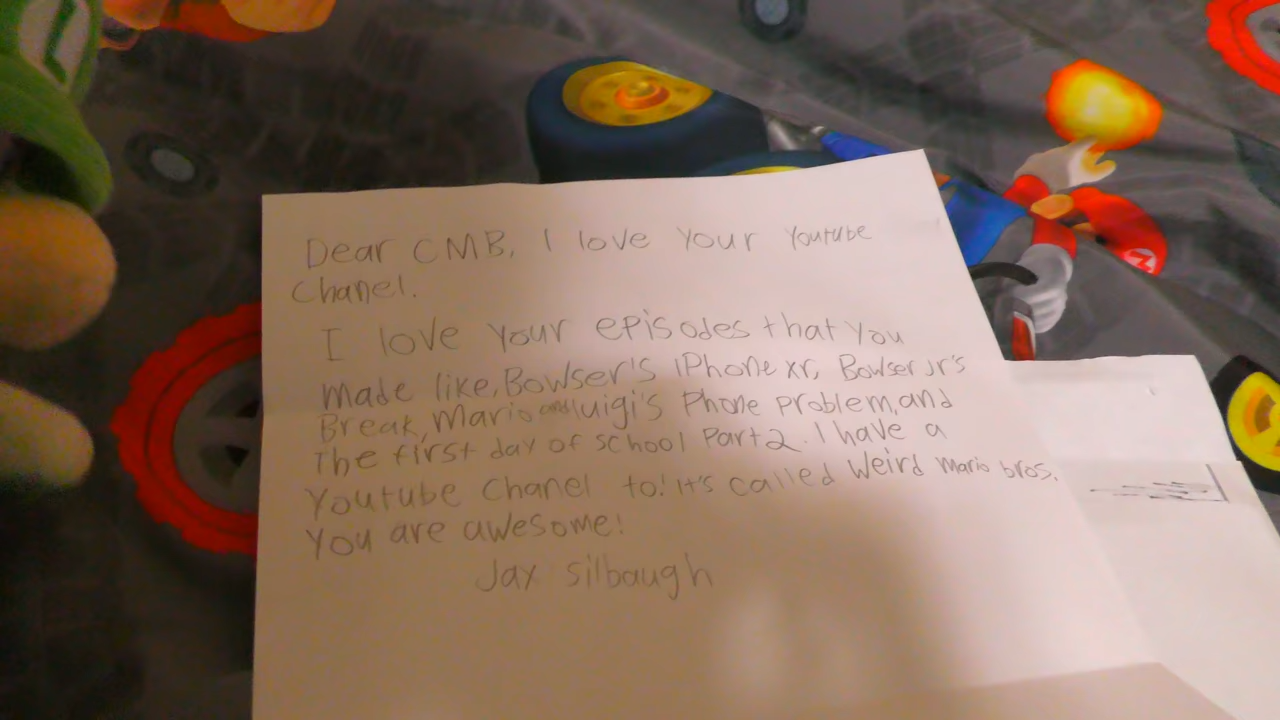 Dear CMB, I love your Youtube
Chanel.
I love your episodes that you
made like, Bowser's iPhone xr, Bowser jr's
Break, Mario and Luigi's Phone problem, and
The first day of school Part 2. I have a
Youtube Chanel to! it's called Weird Mario bros.
You are awesome!
Jax Silbaugh
M